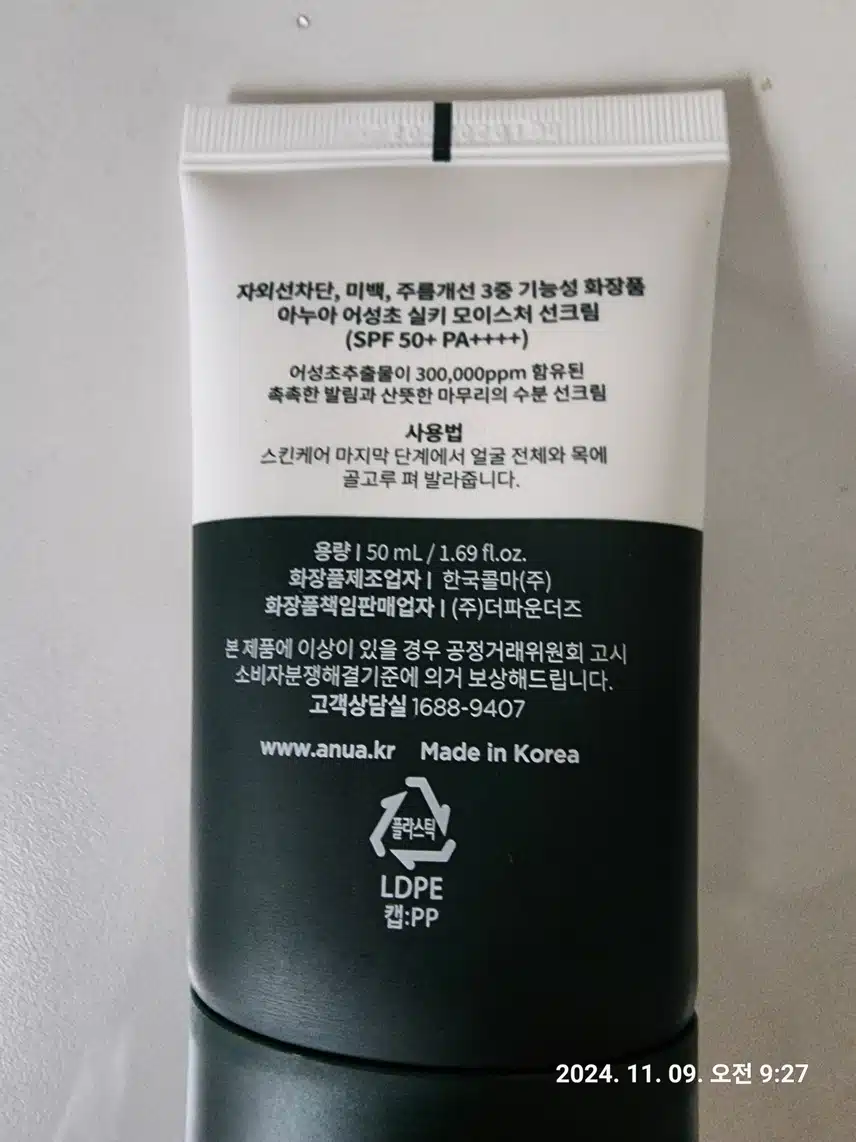 자외선차단, 미백, 주름개선 3중 기능성 화장품
아누아 어성초 실키 모이스처 선크림
(SPF 50+ PA++++)
어성초추출물이 300,000ppm 함유된
촉촉한 발림과 산뜻한 마무리의 수분 선크림
사용법
스킨케어 마지막 단계에서 얼굴 전체와 목에
골고루 펴 발라줍니다.
용량 | 50 mL / 1.69 fl.oz.
화장품제조업자 | 한국콜마(주)
화장품책임판매업자 | (주)더파운더즈
본 제품에 이상이 있을 경우 공정거래위원회 고시
소비자분쟁해결기준에 의거 보상해드립니다.
고객상담실 1688-9407
www.anua.kr Made in Korea
플라스틱
LDPE
캡:PP
2024. 11. 09. 오전 9:27